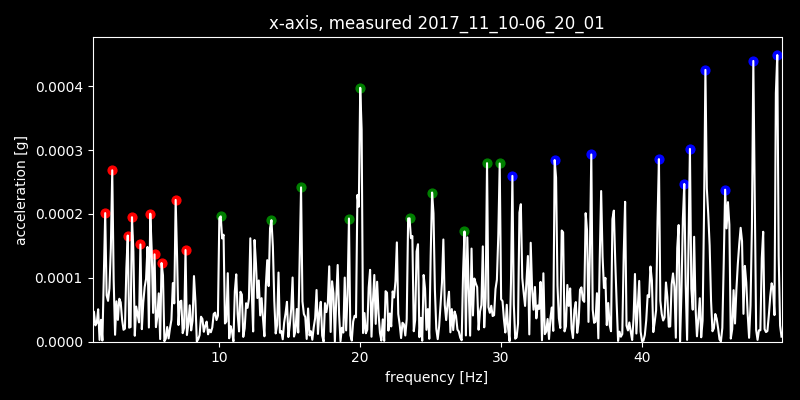 x-axis, measured 2017_11_10-06_20_01
acceleration [g]
0.0004
0.0003
0.0002
0.0001
0.0000
10 20 30 40
frequency [Hz]